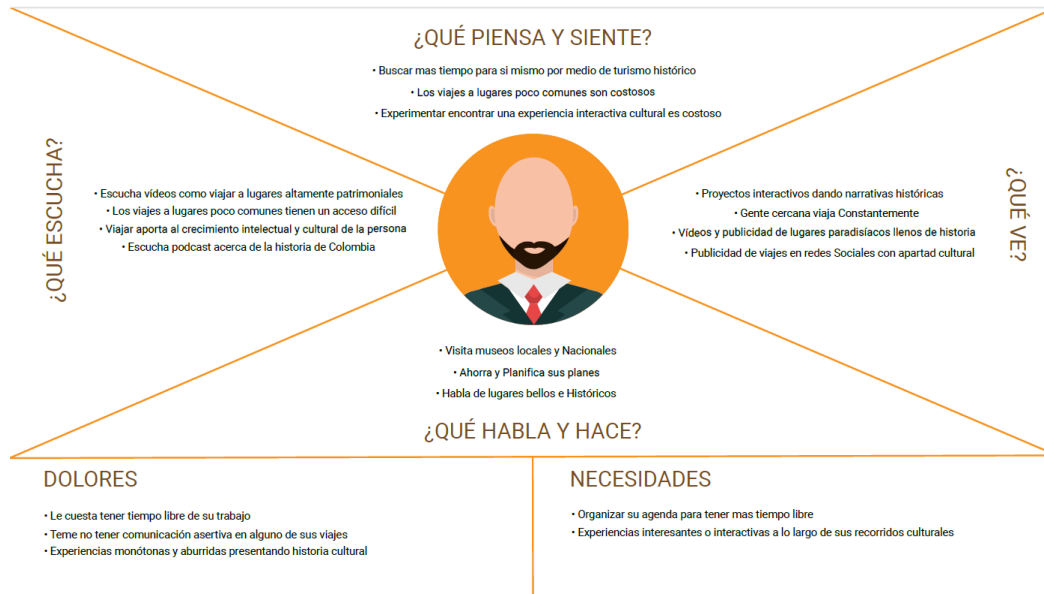 ¿QUÉ PIENSA Y SIENTE?
• Buscar mas tiempo para si mismo por medio de turismo histórico
• Los viajes a lugares poco comunes son costosos
• Experimentar encontrar una experiencia interactiva cultural es costoso
¿QUÉ ESCUCHA?
• Escucha vídeos como viajar a lugares altamente patrimoniales
• Los viajes a lugares poco comunes tienen un acceso difícil
• Viajar aporta al crecimiento intelectual y cultural de la persona
• Escucha podcast acerca de la historia de Colombia
¿QUÉ VE?
• Proyectos interactivos dando narrativas históricas
• Gente cercana viaja Constantemente
• Vídeos y publicidad de lugares paradisíacos llenos de historia
• Publicidad de viajes en redes Sociales con apartad cultural
• Visita museos locales y Nacionales
• Ahorra y Planifica sus planes
• Habla de lugares bellos e Históricos
¿QUÉ HABLA Y HACE?
DOLORES
• Le cuesta tener tiempo libre de su trabajo
• Teme no tener comunicación asertiva en alguno de sus viajes
• Experiencias monótonas y aburridas presentando historia cultural
NECESIDADES
• Organizar su agenda para tener mas tiempo libre
• Experiencias interesantes o interactivas a lo largo de sus recorridos culturales